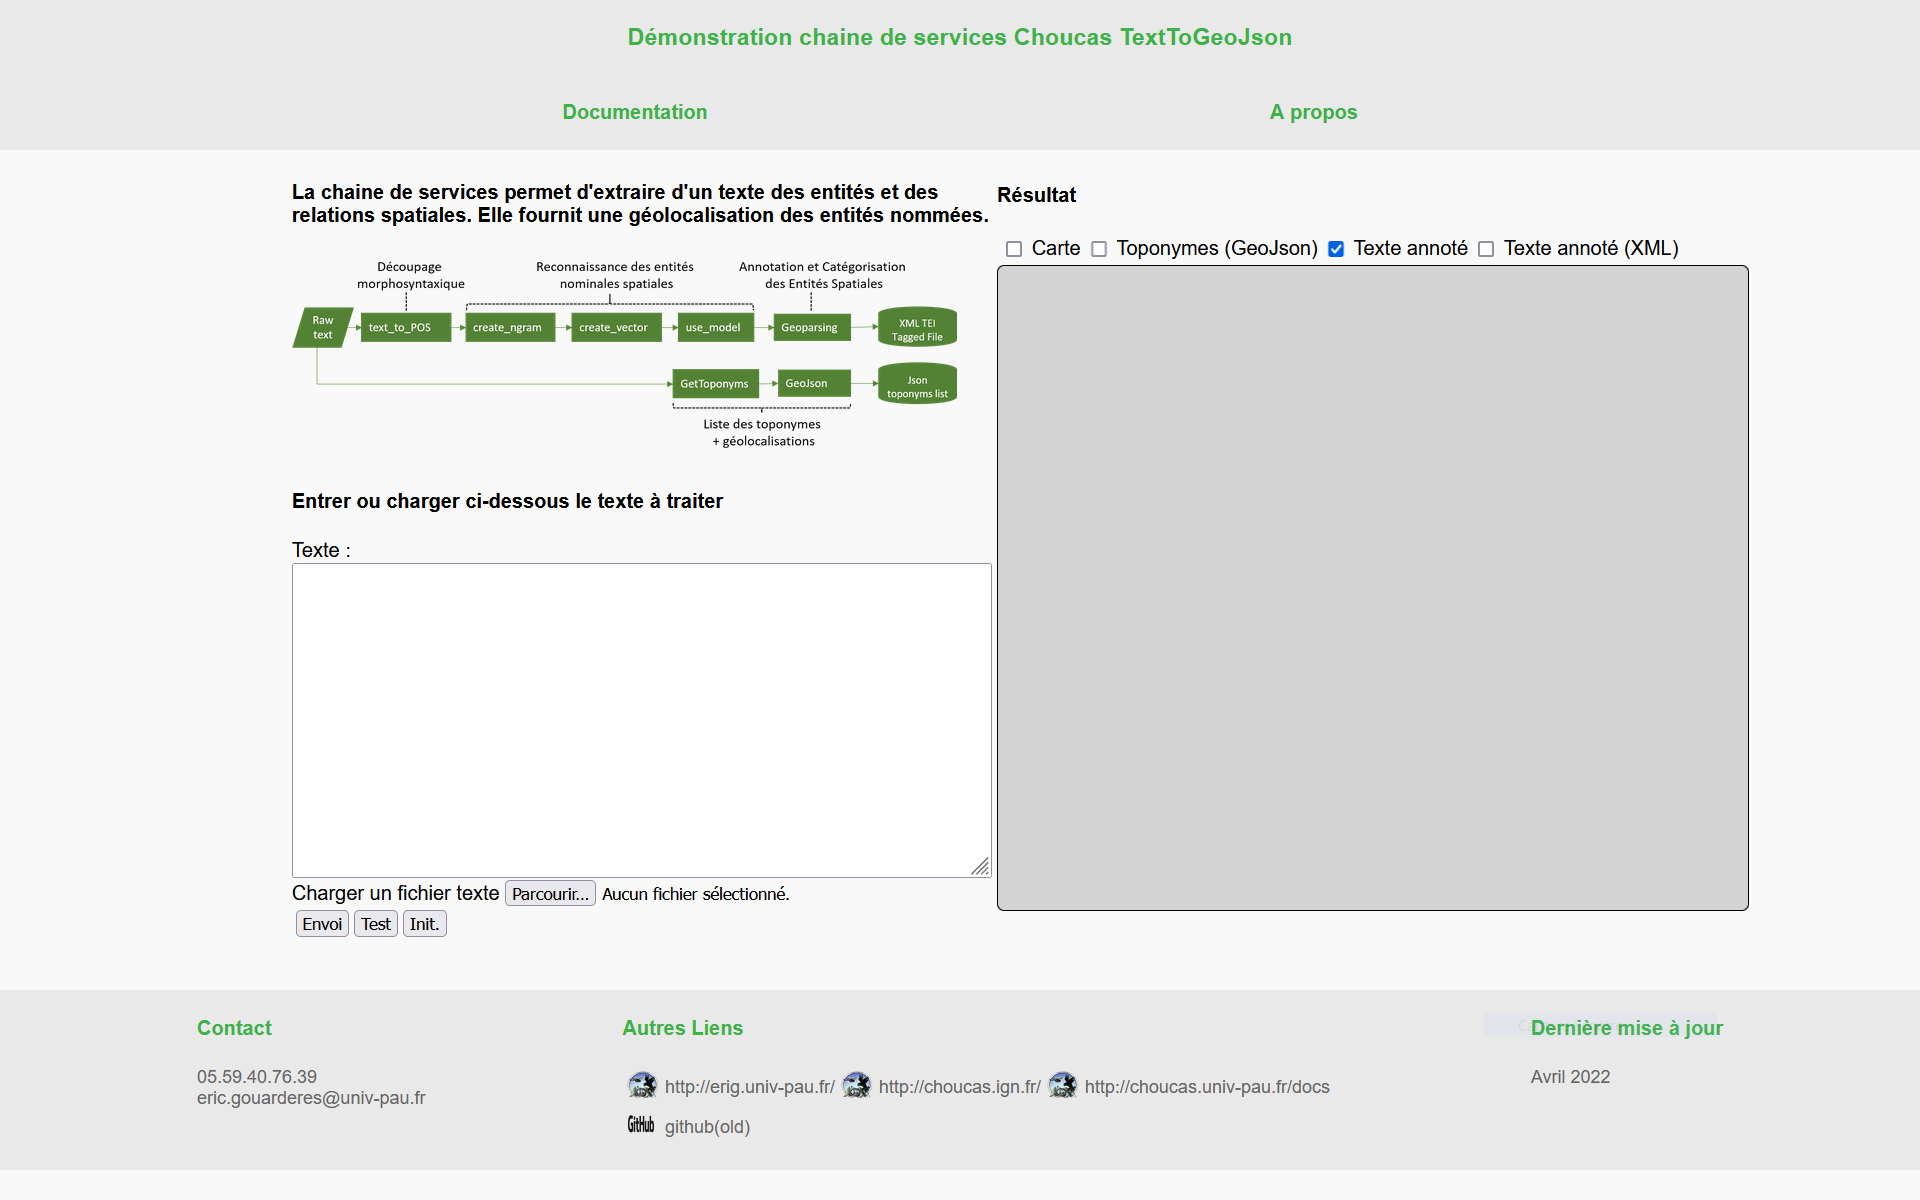 Démonstration chaine de services Choucas TextToGeoJson
Documentation
A propos
La chaine de services permet d'extraire d'un texte des entités et des
relations spatiales. Elle fournit une géolocalisation des entités nommées.
Découpage
morphosyntaxique
Reconnaissance des entités
nominales spatiales
Annotation et Catégorisation
des Entités Spatiales
Raw
text
text_to_POS
create_ngram
create_vector
use_model
Geoparsing
XML TEI
Tagged File
GetToponyms
GeoJson
Json
toponyms list
Liste des toponymes
+ géolocalisations
Entrer ou charger ci-dessous le texte à traiter
Texte :
Charger un fichier texte Parcourir... Aucun fichier sélectionné.
Envoi Test Init.
Résultat
Carte Toponymes (GeoJson) Texte annoté Texte annoté (XML)
Contact
05.59.40.76.39
eric.gouarderes@univ-pau.fr
Autres Liens
http://erig.univ-pau.fr/ http://choucas.ign.fr/ http://choucas.univ-pau.fr/docs
GitHub github(old)
Dernière mise à jour
Avril 2022